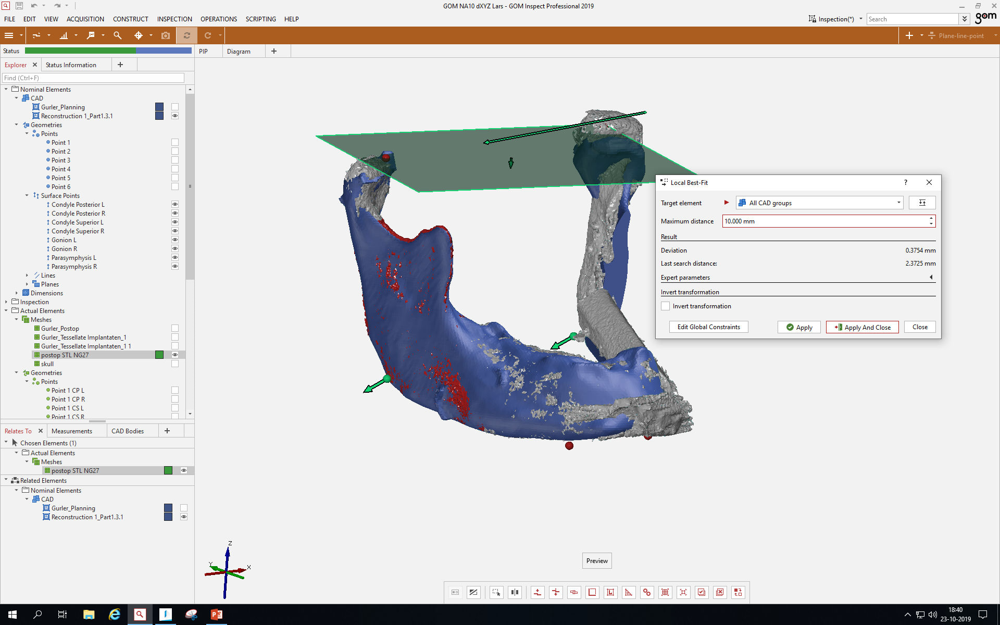 GOM NA10 dXYZ Lars - GOM Inspect Professional 2019
FILE EDIT VIEW ACQUISITION CONSTRUCT INSPECTION OPERATIONS SCRIPTING HELP
Inspection(*) Search gom
Plane-line-point
Status
PIP Diagram +
Explorer Status Information +
Find (Ctrl+F)
Nominal Elements
CAD
Gurler_Planning
Reconstruction 1_Part1.3.1
Geometries
Points
Point 1
Point 2
Point 3
Point 4
Point 5
Point 6
Surface Points
Condyle Posterior L
Condyle Posterior R
Condyle Superior L
Condyle Superior R
Gonion L
Gonion R
Parasymphysis L
Parasymphysis R
Lines
Planes
Dimensions
Inspection
Actual Elements
Meshes
Gurler_Postop
Gurler_Tessellate Implantaten_1
Gurler_Tessellate Implantaten_1 1
postop STL NG27
skull
Geometries
Points
Point 1 CP L
Point 1 CP R
Point 1 CS L
Point 1 CS R
Relates To Measurements CAD Bodies +
Chosen Elements (1)
Actual Elements
Meshes
postop STL NG27
Related Elements
Nominal Elements
CAD
Gurler_Planning
Reconstruction 1_Part1.3.1
Local Best-Fit ?
Target element All CAD groups
Maximum distance 10.000 mm
Result
Deviation 0.3754 mm
Last search distance: 2.3725 mm
Expert parameters
Invert transformation
Invert transformation
Edit Global Constraints Apply Apply And Close Close
Z
Y
X
Preview
18:40
23-10-2019